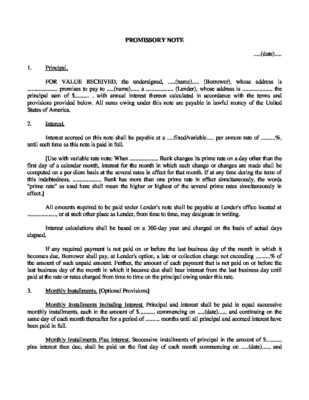 PROMISSORY NOTE
....(date)....
1. Principal.
FOR VALUE RECEIVED, the undersigned, ....(name).... (Borrower), whose address is
.................., promises to pay to ....(name)...., a .................. (Lender), whose address is .................., the
principal sum of $.........., with annual interest thereon calculated in accordance with the terms and
provisions provided below. All sums owing under this note are payable in lawful money of the United
States of America.
2. Interest.
Interest accrued on this note shall be payable at a ....fixed/variable.... per annum rate of ........%,
until such time as this note is paid in full.
[Use with variable rate note: When .................. Bank changes its prime rate on a day other than the
first day of a calendar month, interest for the month in which such change or changes are made shall be
computed on a per diem basis at the several rates in effect for that month. If at any time during the term of
this indebtedness, .................. Bank has more than one prime rate in effect simultaneously, the words
"prime rate" as used here shall mean the higher or highest of the several prime rates simultaneously in
effect.]
All amounts required to be paid under Lender's note shall be payable at Lender's office located at
.................., or at such other place as Lender, from time to time, may designate in writing.
Interest calculations shall be based on a 360-day year and charged on the basis of actual days
elapsed.
If any required payment is not paid on or before the last business day of the month in which it
becomes due, Borrower shall pay, at Lender's option, a late or collection charge not exceeding ........% of
the amount of such unpaid amount. Further, the amount of each payment that is not paid on or before the
last business day of the month in which it became due shall bear interest from the last business day until
paid at the rate or rates charged from time to time on the principal owing under this rate.
3. Monthly Installments. [Optional Provisions]
Monthly Installments Including Interest. Principal and interest shall be paid in equal successive
monthly installments, each in the amount of $.........., commencing on ....(date)...., and continuing on the
same day of each month thereafter for a period of ........ months until all principal and accrued interest have
been paid in full.
Monthly Installments Plus Interest. Successive installments of principal in the amount of $..........,
plus interest then due, shall be paid on the first day of each month commencing on ....(date)...., and